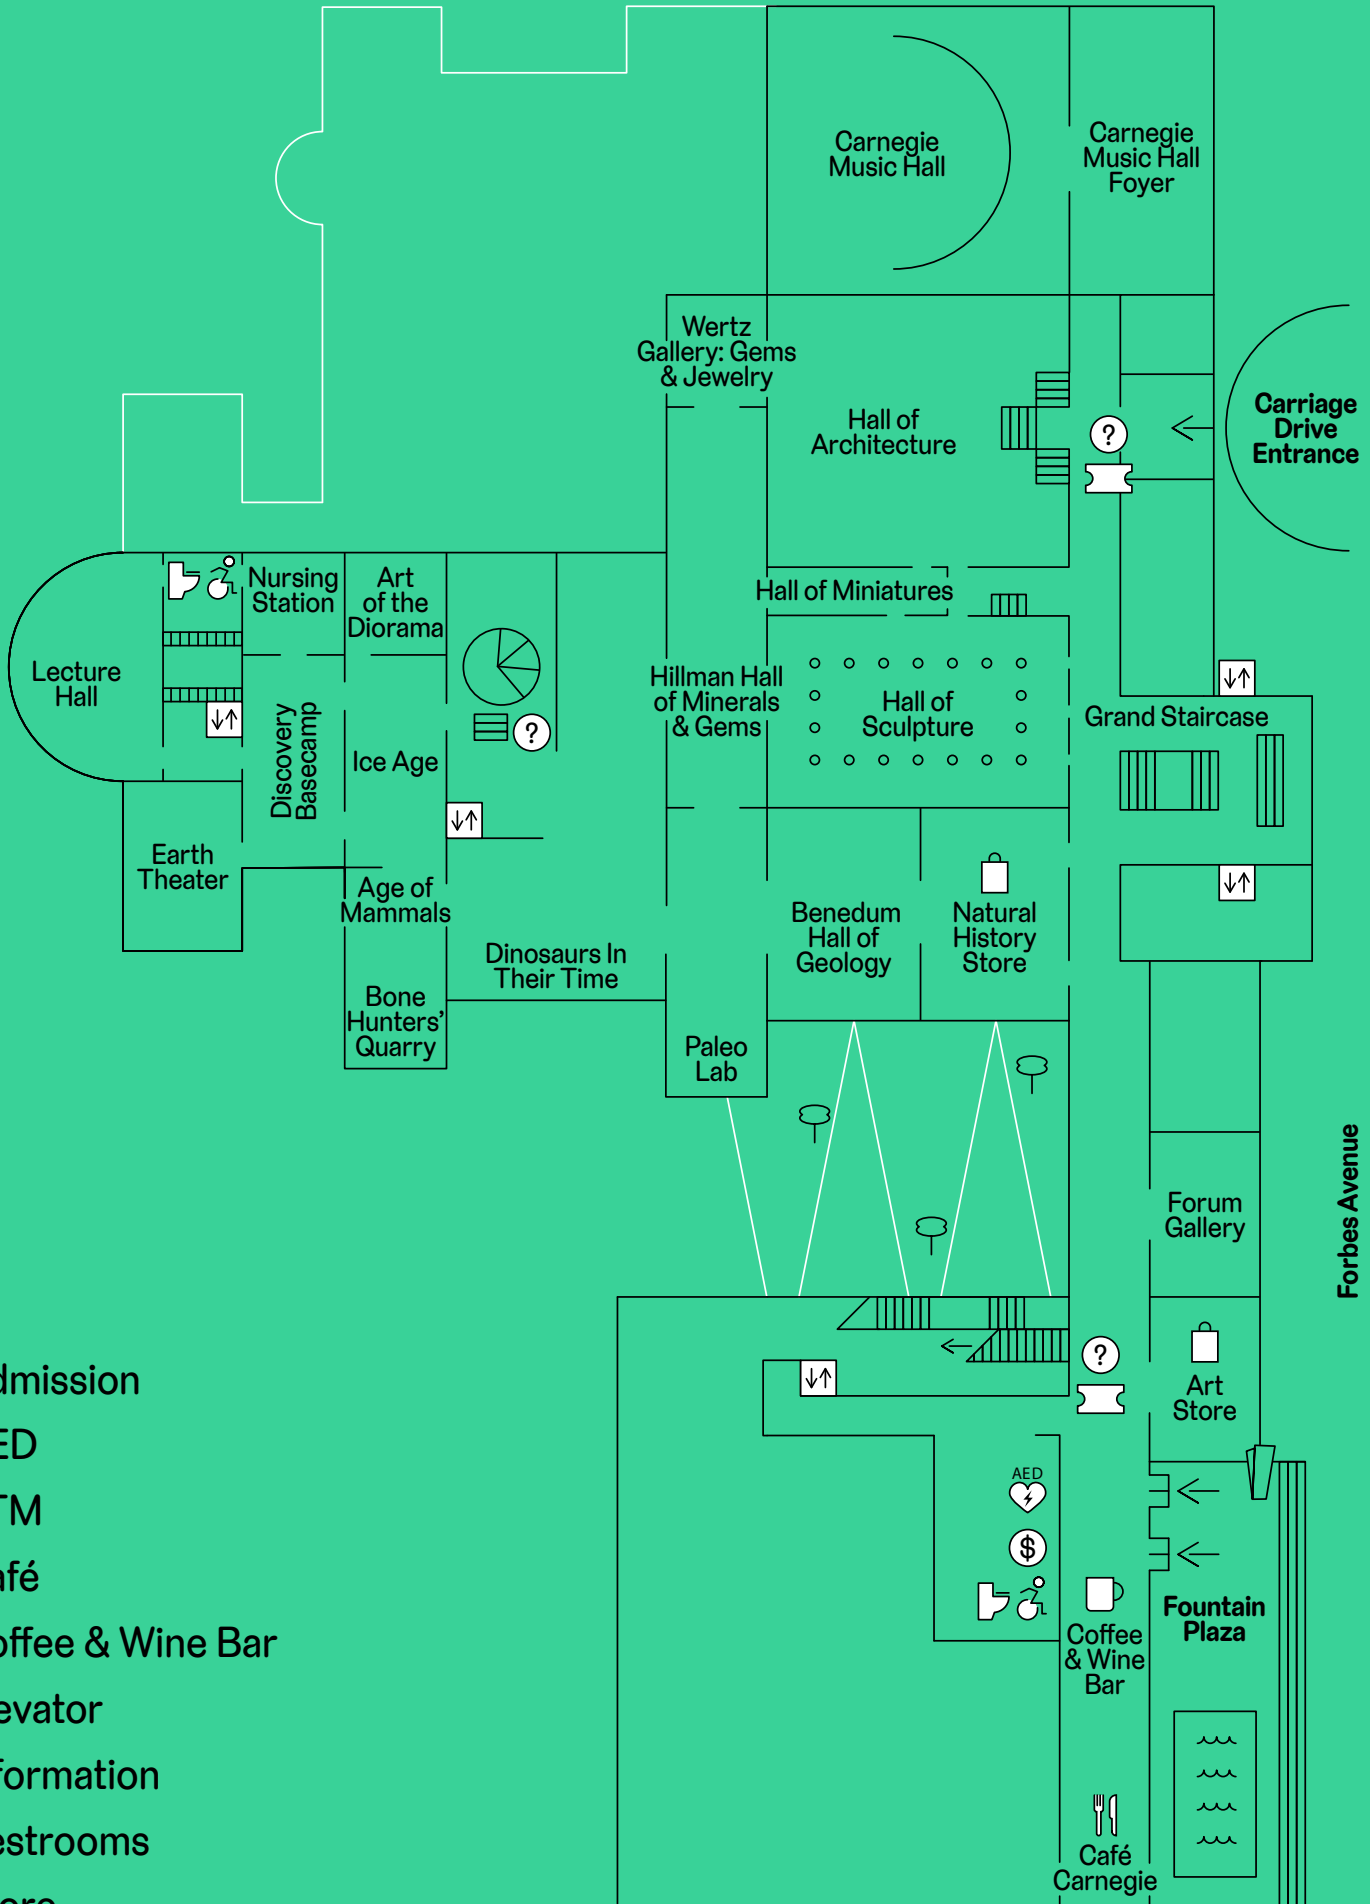 Carnegie
Music Hall
Carnegie
Music Hall
Foyer
Wertz
Gallery: Gems
& Jewelry
Hall of
Architecture
?
Carriage
Drive
Entrance
Nursing
Station
Art
of the
Diorama
Hall of Miniatures
Lecture
Hall
Discovery
Basecamp
Ice Age
?
Hillman Hall
of Minerals
& Gems
Hall of
Sculpture
Grand Staircase
Earth
Theater
Age of
Mammals
Dinosaurs In
Their Time
Benedum
Hall of
Geology
Natural
History
Store
Bone
Hunters’
Quarry
Paleo
Lab
Forum
Gallery
Forbes Avenue
?
Art
Store
AED
$
Fountain
Plaza
Coffee
& Wine
Bar
Café
Carnegie
dmission
ED
TM
afé
offee & Wine Bar
evator
formation
estrooms